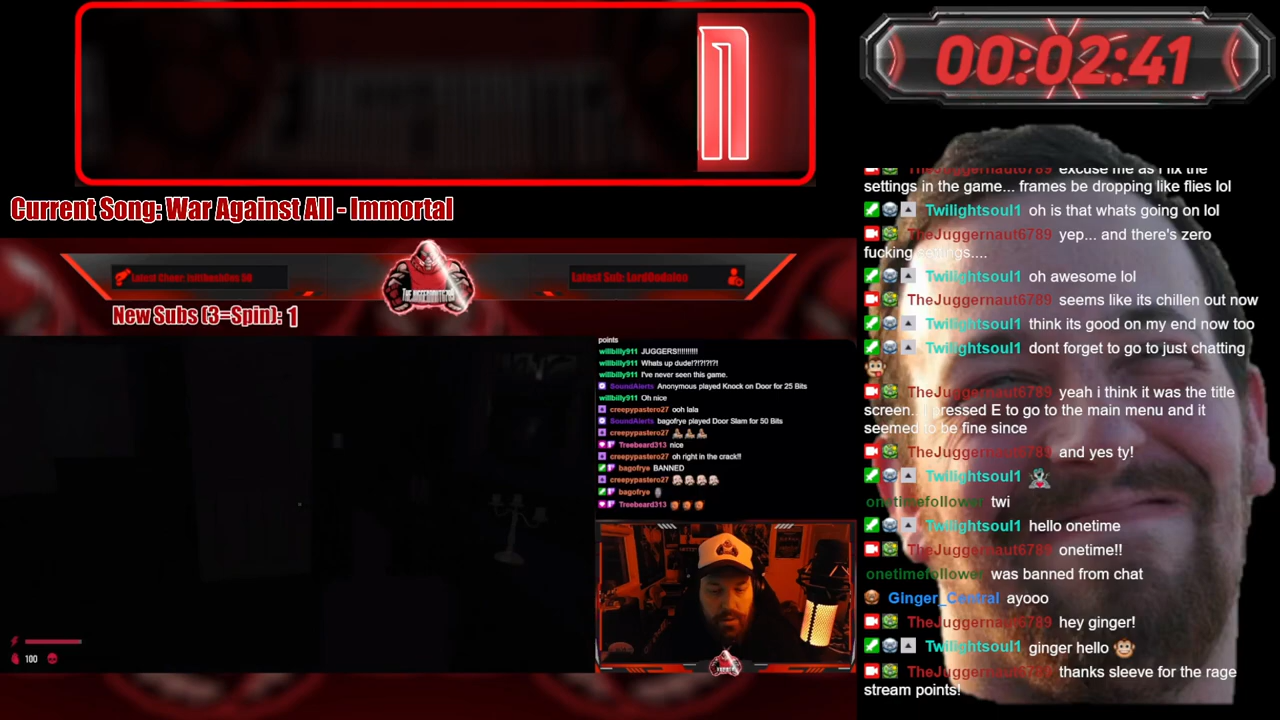 00:02:41
Current Song: War Against All - Immortal
Latest Sub: LordDodoloo
New Subs (3=Spin): 1
points
willbilly911 JUGGERS!!!!!!!!!!
willbilly911 Whats up dude!?!?!?!?!
willbilly911 I've never seen this game.
SoundAlerts Anonymous played Knock on Door for 25 Bits
willbilly911 Oh nice
creepypastero27 ooh lala
SoundAlerts bagofrye played Door Slam for 50 Bits
creepypastero27
Treebeard313 nice
creepypastero27 oh right in the crack!!
bagofrye BANNED
creepypastero27
bagofrye
Treebeard313
100
TheJuggernaut6789 excuse me as i fix the
settings in the game... frames be dropping like flies lol
Twilightsoul1 oh is that whats going on lol
TheJuggernaut6789 yep... and there's zero
fucking settings....
Twilightsoul1 oh awesome lol
TheJuggernaut6789 seems like its chillen out now
Twilightsoul1 think its good on my end now too
Twilightsoul1 dont forget to go to just chatting
TheJuggernaut6789 yeah i think it was the title
screen. I pressed E to go to the main menu and it
seemed to be fine since
TheJuggernaut6789 and yes ty!
Twilightsoul1
onetimefollower twi
Twilightsoul1 hello onetime
TheJuggernaut6789 onetime!!
onetimefollower was banned from chat
Ginger_Central ayooo
TheJuggernaut6789 hey ginger!
Twilightsoul1 ginger hello
TheJuggernaut6789 thanks sleeve for the rage
stream points!